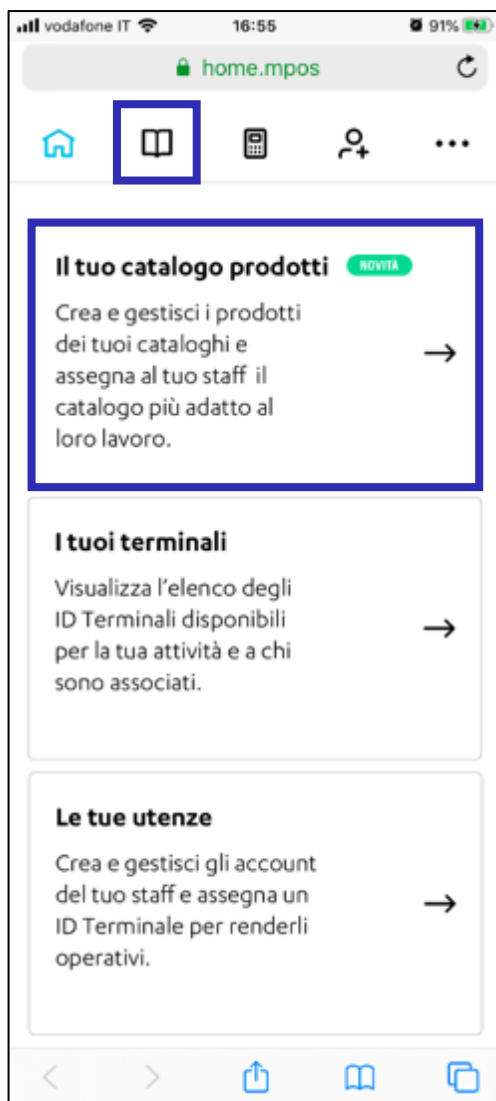 vodafone IT 16:55 91%
home.mpos
Il tuo catalogo prodotti NOVITÀ
Crea e gestisci i prodotti
dei tuoi cataloghi e
assegna al tuo staff il
catalogo più adatto al
loro lavoro.
I tuoi terminali
Visualizza l'elenco degli
ID Terminali disponibili
per la tua attività e a chi
sono associati.
Le tue utenze
Crea e gestisci gli account
del tuo staff e assegna un
ID Terminale per renderli
operativi.